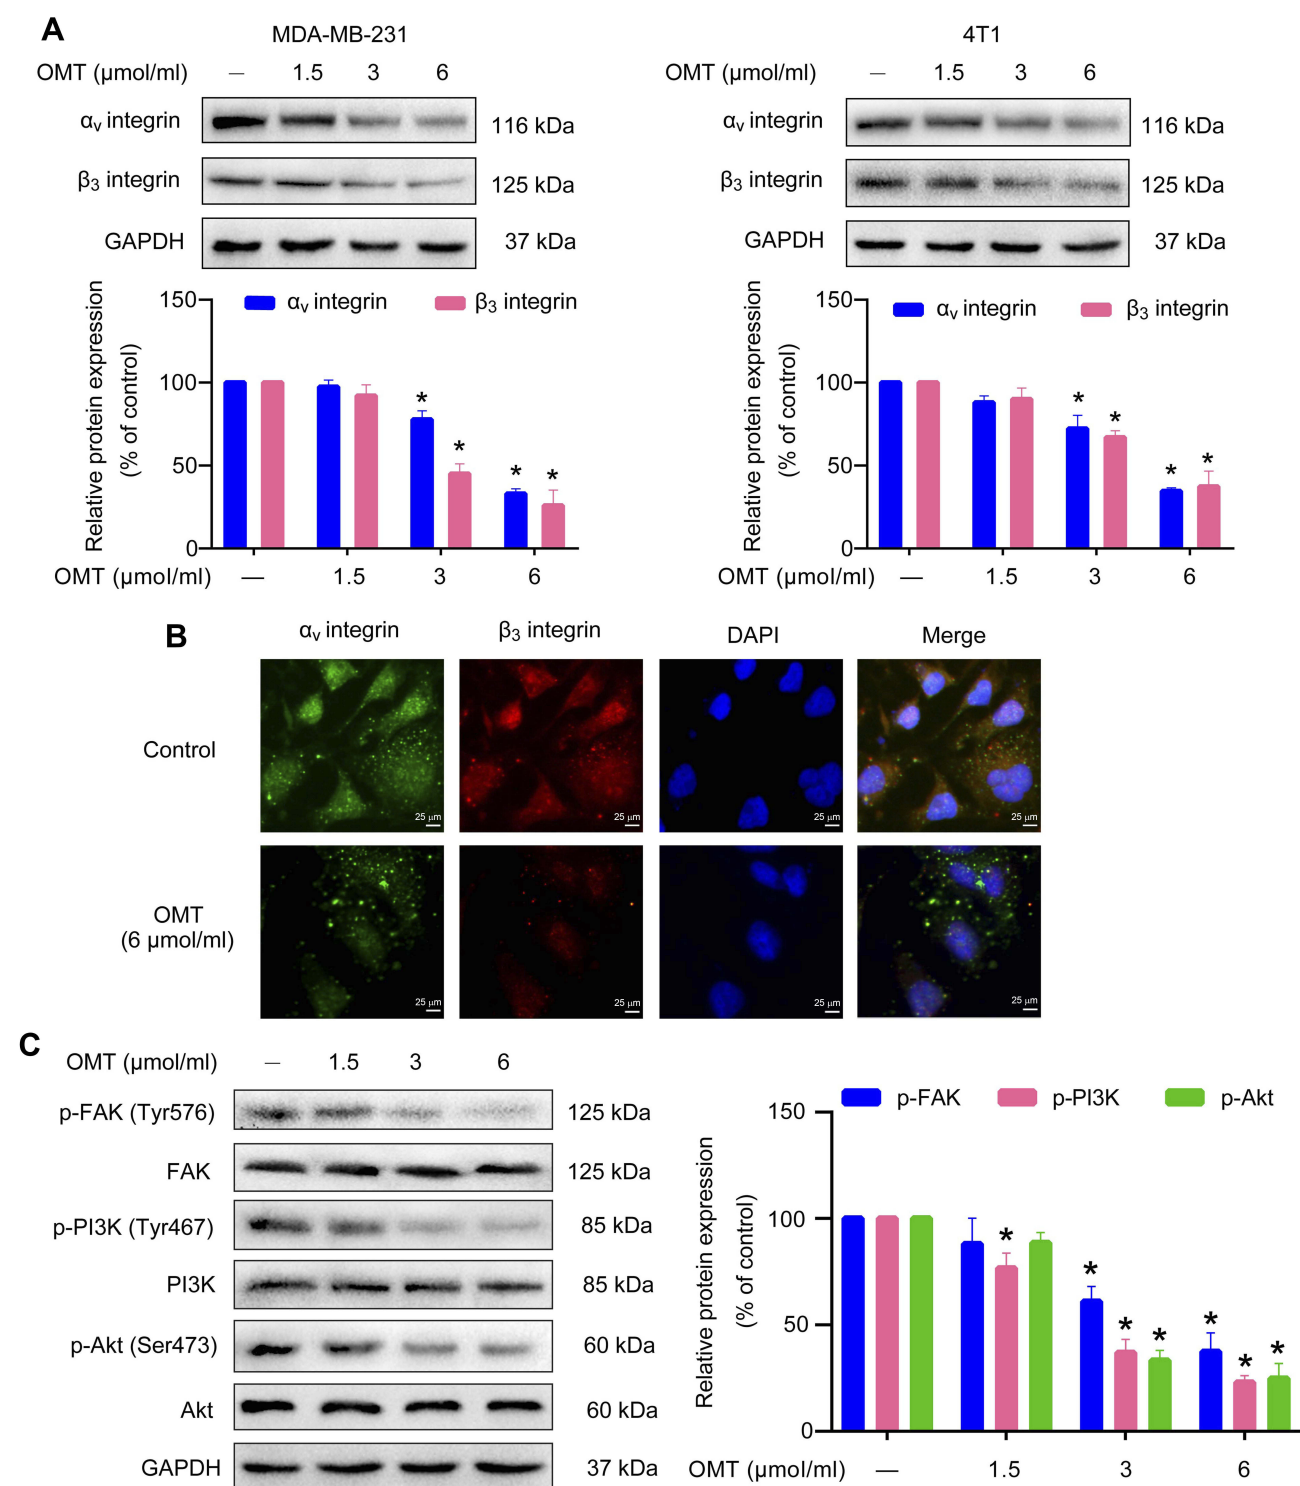 A
MDA-MB-231
OMT (µmol/ml) — 1.5 3 6
αv integrin 116 kDa
β3 integrin 125 kDa
GAPDH 37 kDa
Relative protein expression
(% of control)
αv integrin β3 integrin
150
100
50
0
* * * *
OMT (µmol/ml) — 1.5 3 6
4T1
OMT (µmol/ml) — 1.5 3 6
αv integrin 116 kDa
β3 integrin 125 kDa
GAPDH 37 kDa
Relative protein expression
(% of control)
αv integrin β3 integrin
150
100
50
0
* * * *
OMT (µmol/ml) — 1.5 3 6
B
αv integrin β3 integrin DAPI Merge
Control
25 µm 25 µm 25 µm 25 µm
OMT
(6 µmol/ml)
25 µm 25 µm 25 µm 25 µm
C
OMT (µmol/ml) — 1.5 3 6
p-FAK (Tyr576) 125 kDa
FAK 125 kDa
p-PI3K (Tyr467) 85 kDa
PI3K 85 kDa
p-Akt (Ser473) 60 kDa
Akt 60 kDa
GAPDH 37 kDa
Relative protein expression
(% of control)
p-FAK p-PI3K p-Akt
150
100
50
0
* * * * * * *
OMT (µmol/ml) — 1.5 3 6